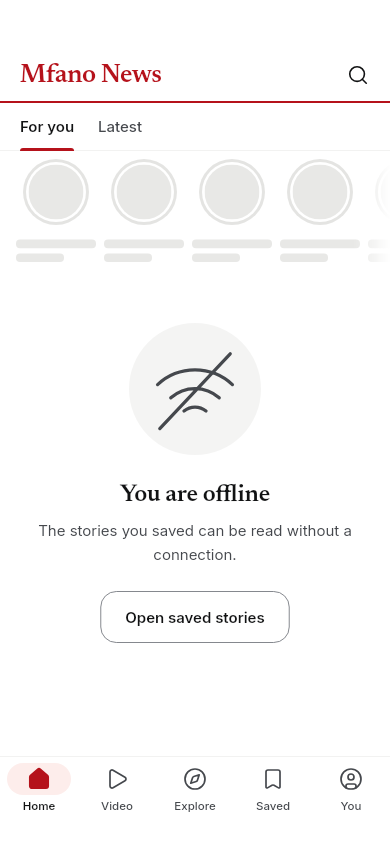 Mfano News
For you
Latest
You are offline
The stories you saved can be read without a
connection.
Open saved stories
Home
Video
Explore
Saved
You